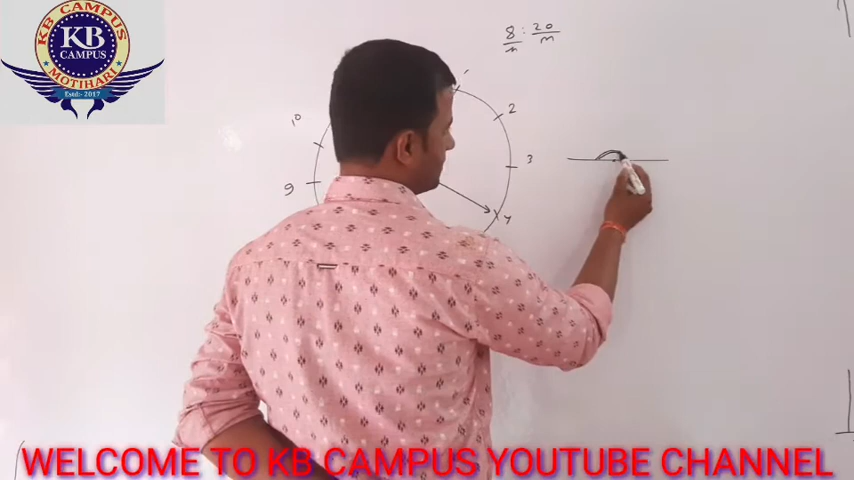 KB CAMPUS
KB
CAMPUS
MOTIHARI
Estd:- 2017
8 : 20
h m
10
2
3
9
4
WELCOME TO KB CAMPUS YOUTUBE CHANNEL